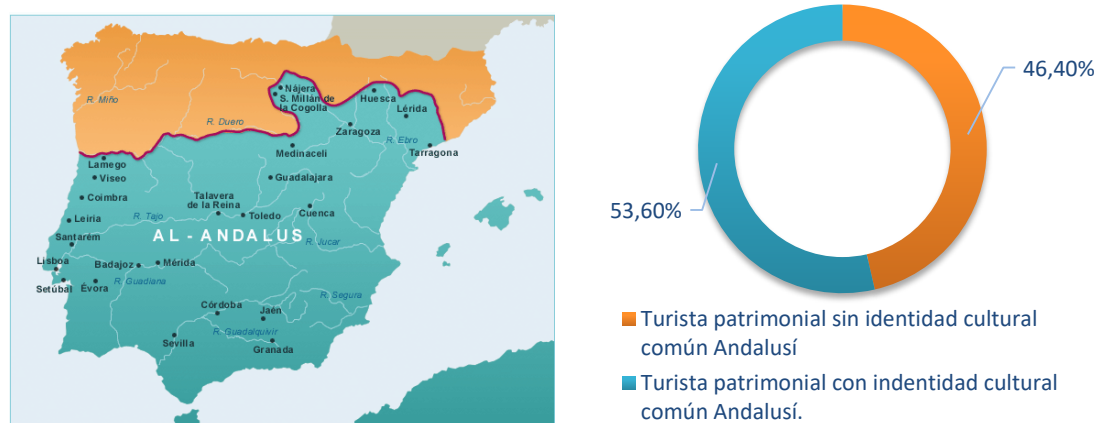 R. Miño
Nájera
S. Millán de
la Cogolla
Huesca
Lérida
R. Duero
Zaragoza
R. Ebro
Tarragona
Medinaceli
Lamego
Viseo
Guadalajara
Coimbra
Talavera
de la Reina
Cuenca
Leiria
R. Tajo
Toledo
Santarém
AL - ANDALUS
R. Jucar
Lisboa
Badajoz
Mérida
Setúbal
Évora
R. Guadiana
R. Segura
Córdoba
Jaén
R. Guadalquivir
Sevilla
Granada
46,40%
53,60%
Turista patrimonial sin identidad cultural
común Andalusí
Turista patrimonial con indentidad cultural
común Andalusí.